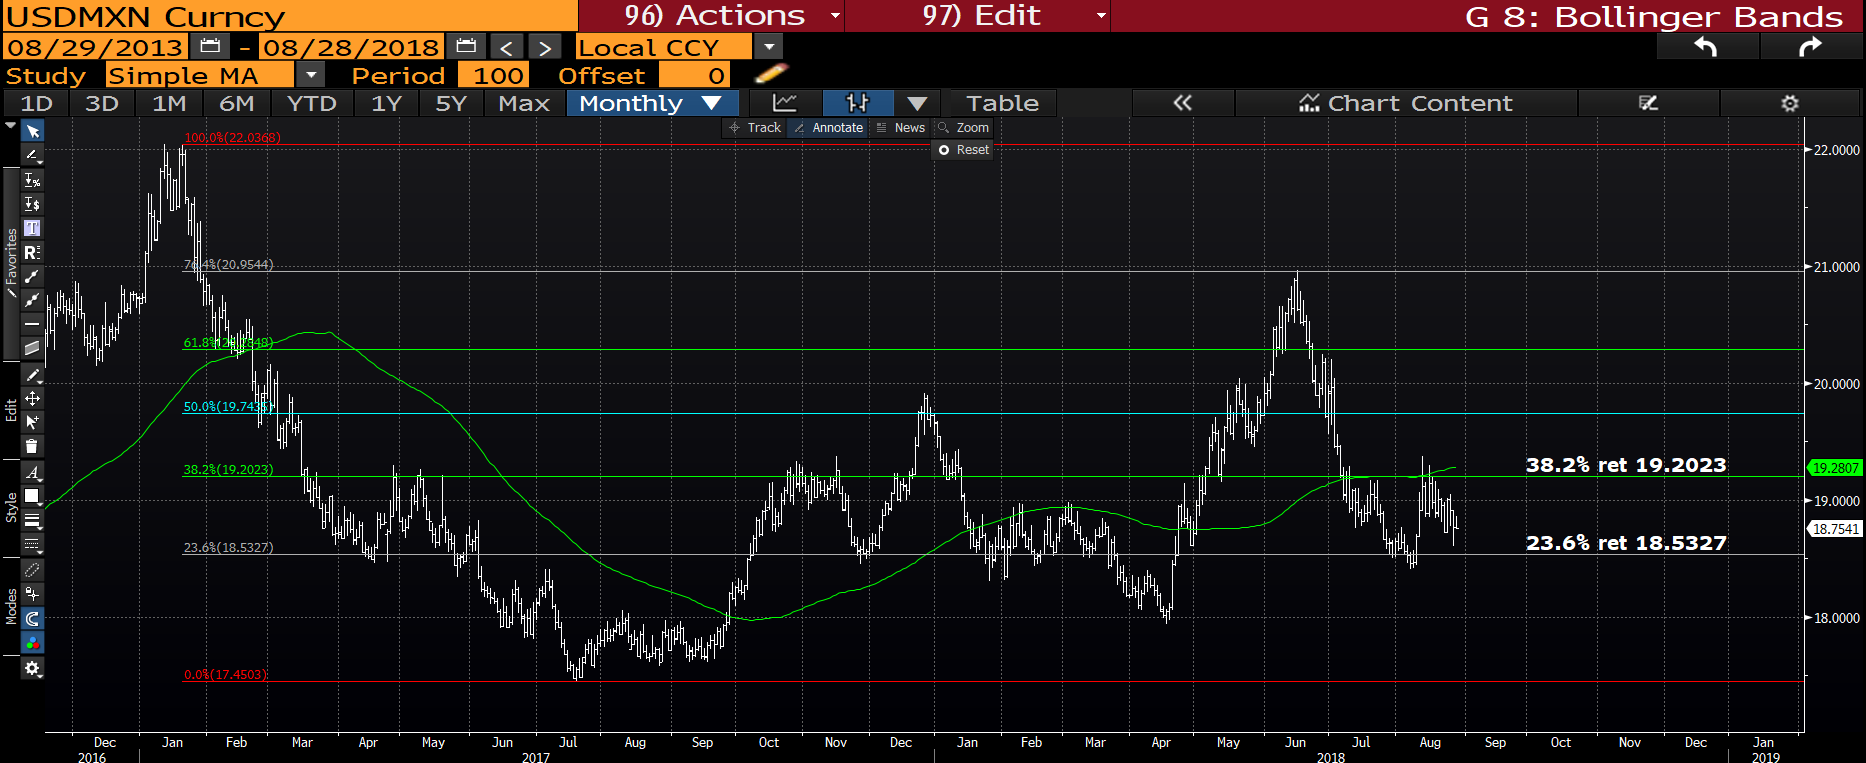 USDMXN Curncy 96) Actions 97) Edit G 8: Bollinger Bands
08/29/2013 - 08/28/2018 < > Local CCY
Study Simple MA Period 100 Offset 0
1D 3D 1M 6M YTD 1Y 5Y Max Monthly Table « Chart Content
Track Annotate News Zoom
Reset
Favorites
Edit
Style
Modes
% 
$
T
R
A
100.0%(22.0368)
76.4%(20.9544)
61.8%(20.2848)
50.0%(19.7435)
38.2%(19.2023)
23.6%(18.5327)
0.0%(17.4503)
38.2% ret 19.2023
23.6% ret 18.5327
22.0000
21.0000
20.0000
19.2807
19.0000
18.7541
18.0000
Dec Jan Feb Mar Apr May Jun Jul Aug Sep Oct Nov Dec Jan Feb Mar Apr May Jun Jul Aug Sep Oct Nov Dec Jan
2016 2017 2018 2019